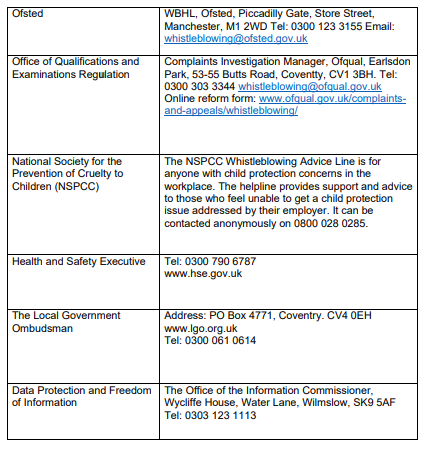 Ofsted
WBHL, Ofsted, Piccadilly Gate, Store Street,
Manchester, M1 2WD Tel: 0300 123 3155 Email:
whistleblowing@ofsted.gov.uk
Office of Qualifications and
Examinations Regulation
Complaints Investigation Manager, Ofqual, Earlsdon
Park, 53-55 Butts Road, Coventty, CV1 3BH. Tel:
0300 303 3344 whistleblowing@ofqual.gov.uk
Online reform form: www.ofqual.gov.uk/complaints-
and-appeals/whistleblowing/
National Society for the
Prevention of Cruelty to
Children (NSPCC)
The NSPCC Whistleblowing Advice Line is for
anyone with child protection concerns in the
workplace. The helpline provides support and advice
to those who feel unable to get a child protection
issue addressed by their employer. It can be
contacted anonymously on 0800 028 0285.
Health and Safety Executive
Tel: 0300 790 6787
www.hse.gov.uk
The Local Government
Ombudsman
Address: PO Box 4771, Coventry. CV4 0EH
www.lgo.org.uk
Tel: 0300 061 0614
Data Protection and Freedom
of Information
The Office of the Information Commissioner,
Wycliffe House, Water Lane, Wilmslow, SK9 5AF
Tel: 0303 123 1113